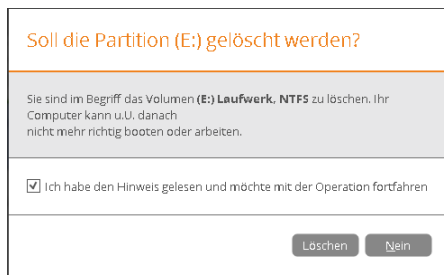 Soll die Partition (E:) gelöscht werden?
Sie sind im Begriff das Volumen (E:) Laufwerk, NTFS zu löschen. Ihr
Computer kann u.U. danach
nicht mehr richtig booten oder arbeiten.
Ich habe den Hinweis gelesen und möchte mit der Operation fortfahren
Löschen Nein